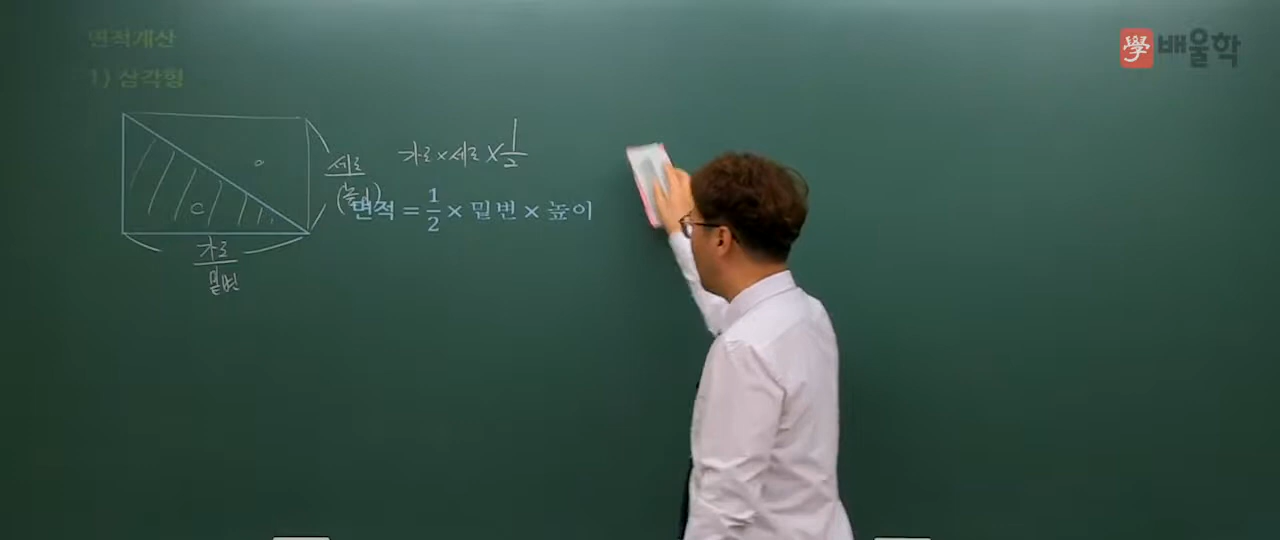 면적계산
1) 삼각형
學 배울학
가로×세로 × 1/2
세로
(높이)
면적 = 1/2 × 밑변 × 높이
가로
밑변